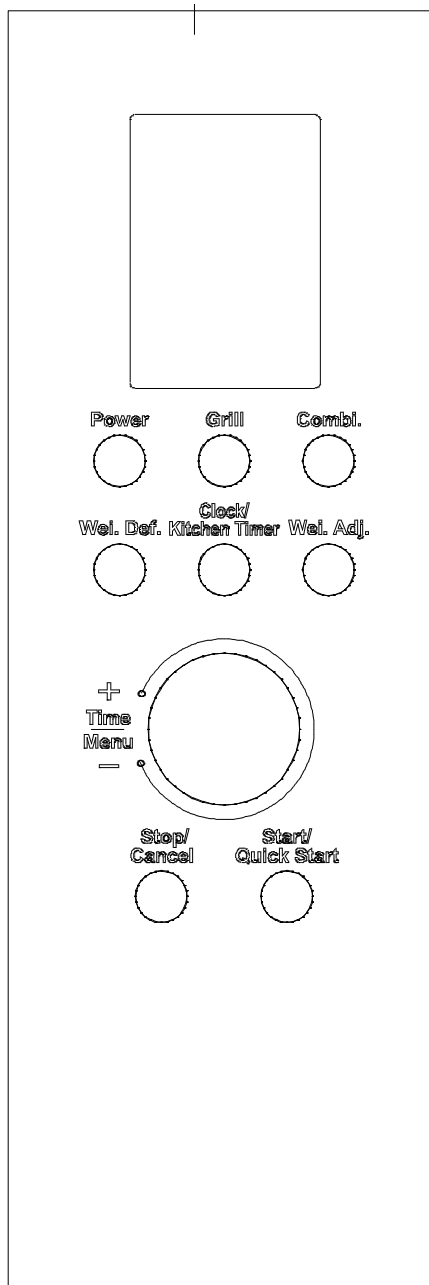 Power Grill Combi.
Clock/
Wei. Def. Kitchen Timer Wei. Adj.
+
Time
Menu
–
Stop/ Start/
Cancel Quick Start